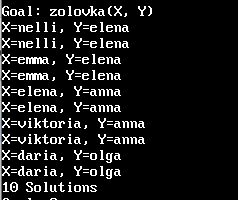 Goal: zolovka(X, Y)
X=nelli, Y=elena
X=nelli, Y=elena
X=emma, Y=elena
X=emma, Y=elena
X=elena, Y=anna
X=elena, Y=anna
X=viktoria, Y=anna
X=viktoria, Y=anna
X=daria, Y=olga
X=daria, Y=olga
10 Solutions